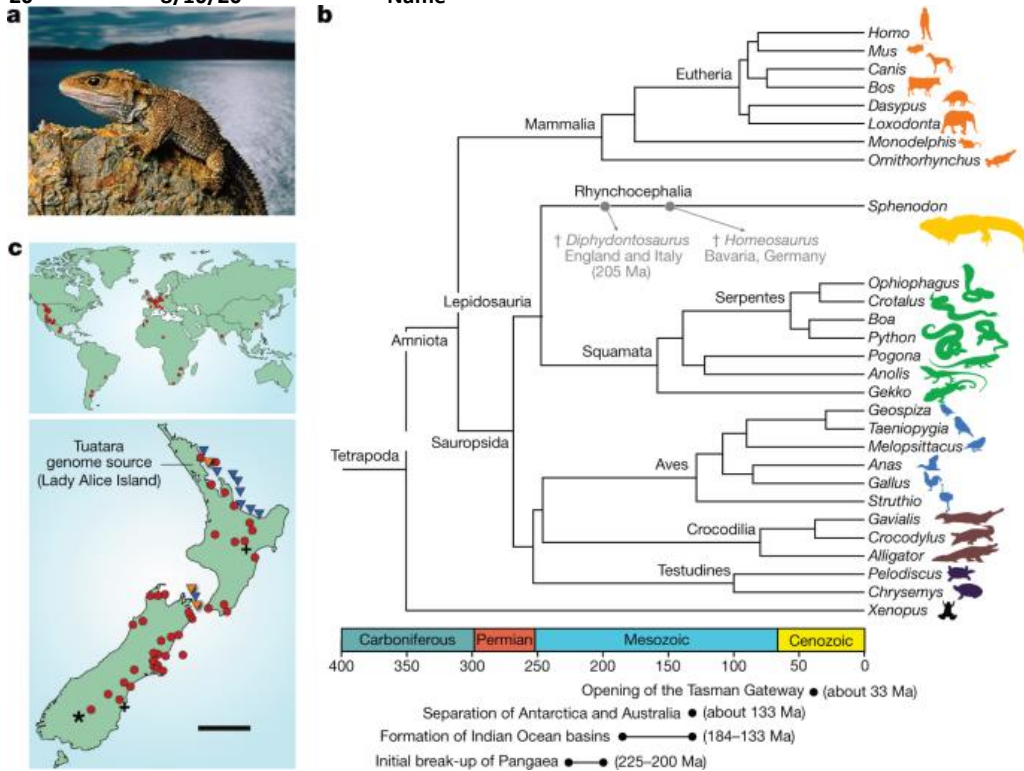 Name
a
b
Homo
Mus
Canis
Eutheria
Bos
Dasypus
Loxodonta
Mammalia
Monodelphis
Ornithorhynchus
Rhynchocephalia
Sphenodon
† Diphydontosaurus
England and Italy
(205 Ma)
† Homeosaurus
Bavaria, Germany
Lepidosauria
Serpentes
Ophiophagus
Crotalus
Boa
Python
Amniota
Squamata
Pogona
Anolis
Gekko
Geospiza
Taeniopygia
Sauropsida
Melopsittacus
Tetrapoda
Aves
Anas
Gallus
Struthio
Gavialis
Crocodilia
Crocodylus
Alligator
Testudines
Pelodiscus
Chrysemys
Xenopus
Carboniferous Permian Mesozoic Cenozoic
400 350 300 250 200 150 100 50 0
Opening of the Tasman Gateway (about 33 Ma)
Separation of Antarctica and Australia (about 133 Ma)
Formation of Indian Ocean basins (184–133 Ma)
Initial break-up of Pangaea (225–200 Ma)
c
Tuatara
genome source
(Lady Alice Island)